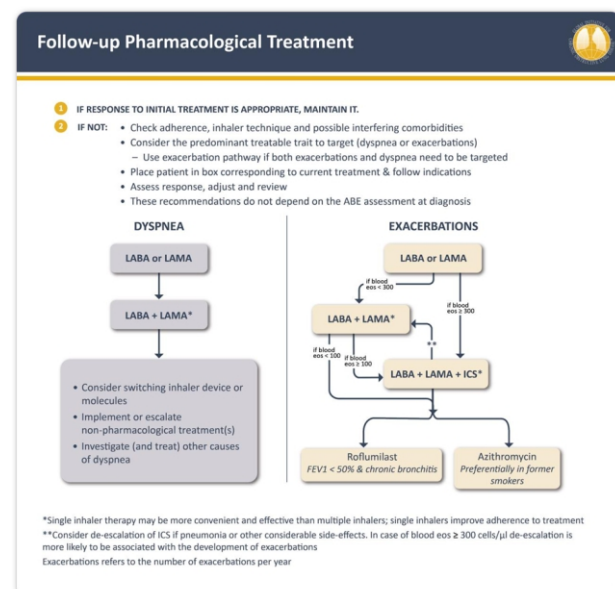 Follow-up Pharmacological Treatment
1 IF RESPONSE TO INITIAL TREATMENT IS APPROPRIATE, MAINTAIN IT.
2 IF NOT: • Check adherence, inhaler technique and possible interfering comorbidities
• Consider the predominant treatable trait to target (dyspnea or exacerbations)
– Use exacerbation pathway if both exacerbations and dyspnea need to be targeted
• Place patient in box corresponding to current treatment & follow indications
• Assess response, adjust and review
• These recommendations do not depend on the ABE assessment at diagnosis
DYSPNEA
LABA or LAMA
LABA + LAMA*
• Consider switching inhaler device or
molecules
• Implement or escalate
non-pharmacological treatment(s)
• Investigate (and treat) other causes
of dyspnea
EXACERBATIONS
LABA or LAMA
if blood
eos < 300
if blood
eos ≥ 300
LABA + LAMA*
**
if blood
eos < 100
if blood
eos ≥ 100
LABA + LAMA + ICS*
Roflumilast
FEV1 < 50% & chronic bronchitis
Azithromycin
Preferentially in former
smokers
*Single inhaler therapy may be more convenient and effective than multiple inhalers; single inhalers improve adherence to treatment
**Consider de-escalation of ICS if pneumonia or other considerable side-effects. In case of blood eos ≥ 300 cells/μl de-escalation is
more likely to be associated with the development of exacerbations
Exacerbations refers to the number of exacerbations per year